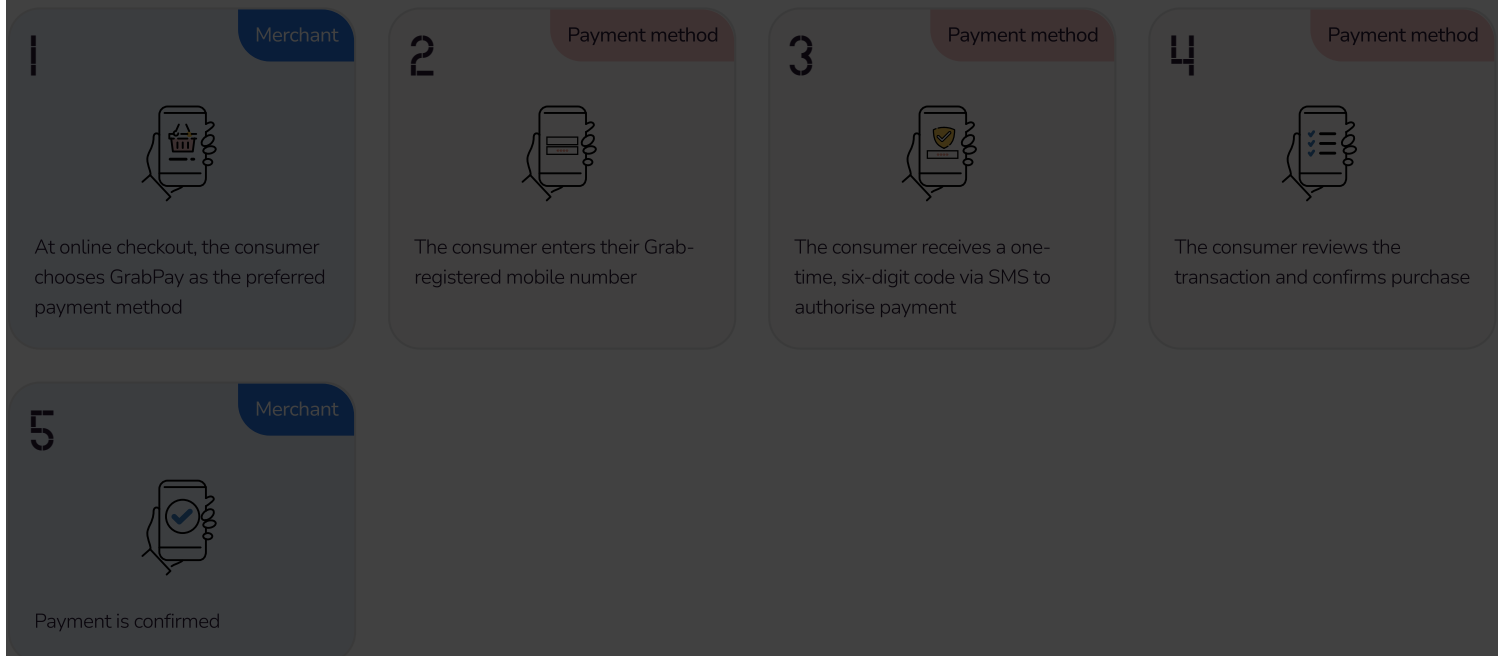 1
Merchant
At online checkout, the consumer
chooses GrabPay as the preferred
payment method
2
Payment method
The consumer enters their Grab-
registered mobile number
3
Payment method
The consumer receives a one-
time, six-digit code via SMS to
authorise payment
4
Payment method
The consumer reviews the
transaction and confirms purchase
5
Merchant
Payment is confirmed